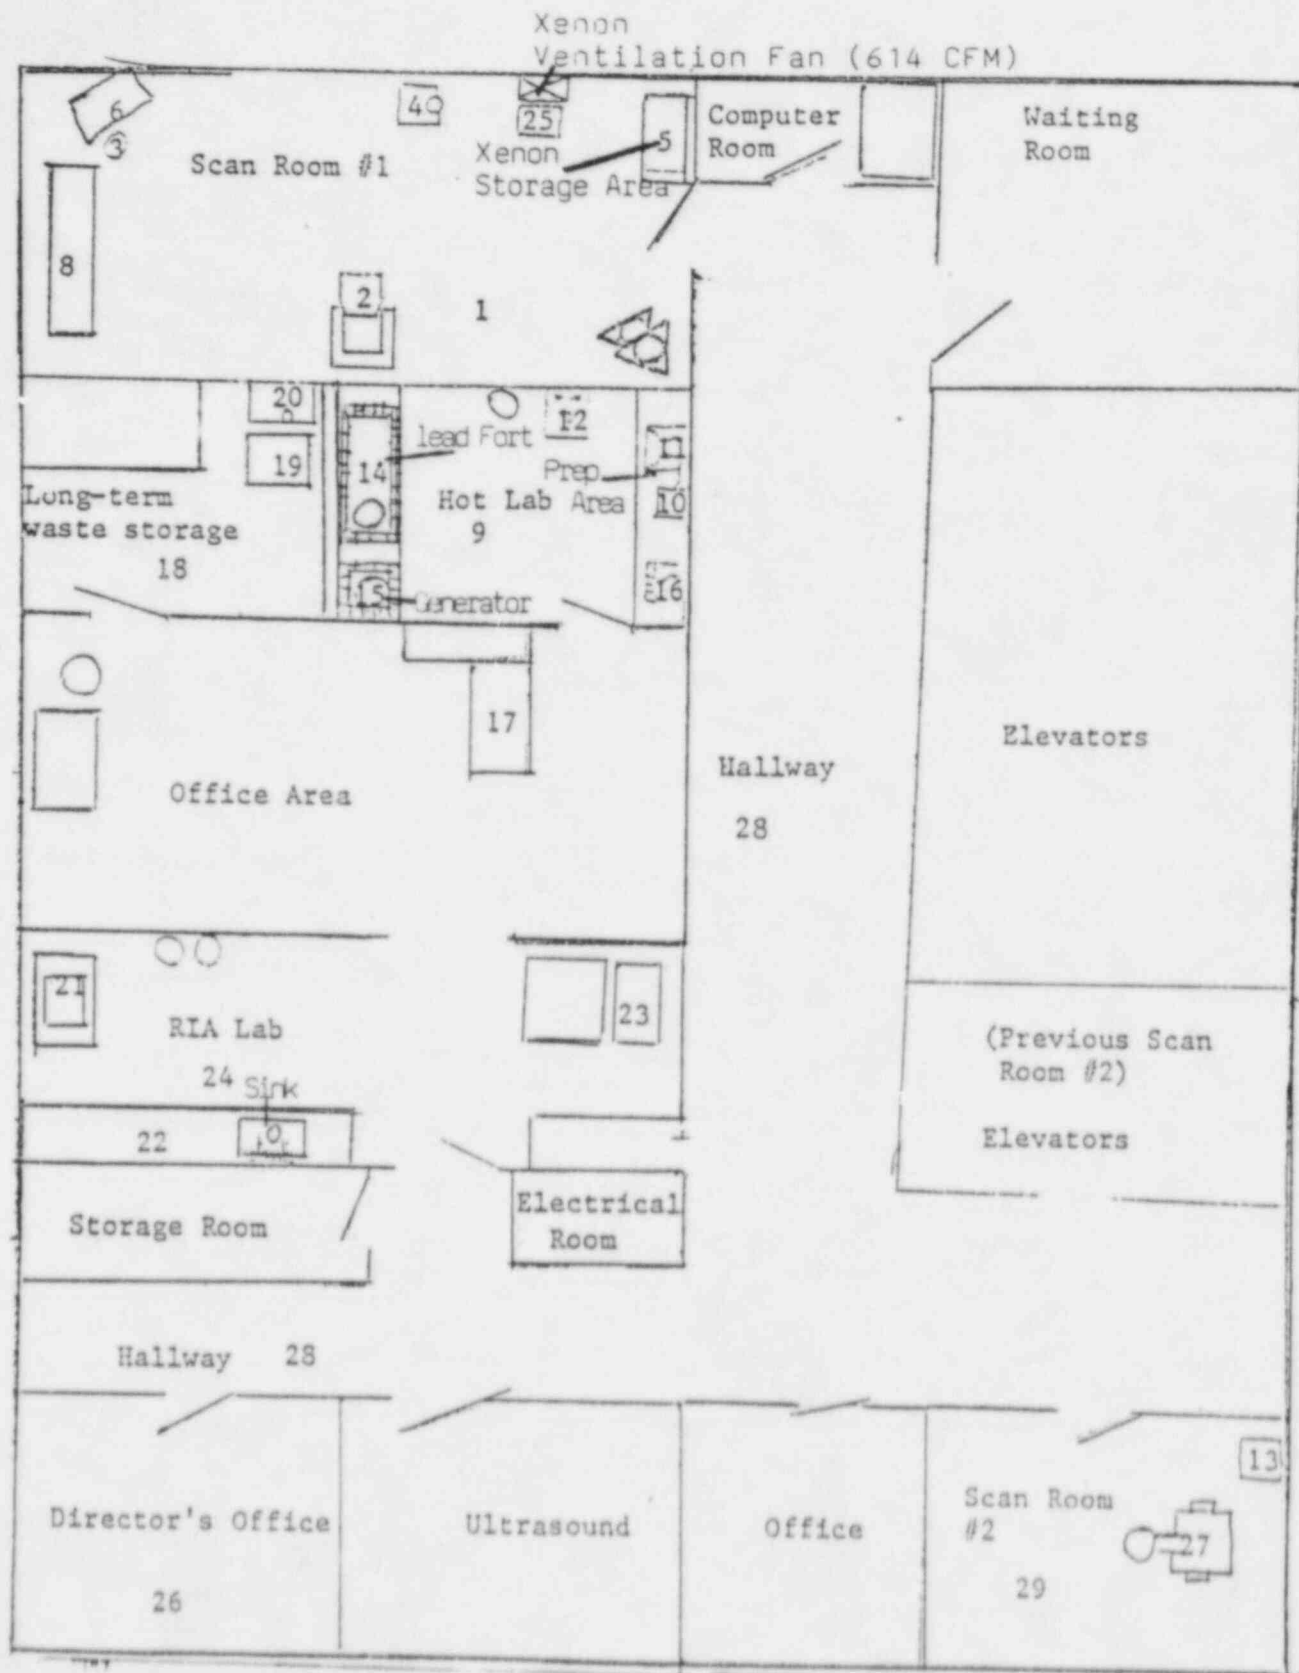 Xenon
Ventilation Fan (614 CFM)
6
3
4
25
Xenon
Storage Area
5
Computer
Room
Waiting
Room
Scan Room #1
8
2
1
20
19
14
lead Fort
12
Prep
Area
10
Hot Lab
9
Long-term
waste storage
18
15
Generator
16
17
Office Area
Hallway
28
Elevators
21
RIA Lab
24
Sink
22
23
(Previous Scan
Room #2)
Elevators
Storage Room
Electrical
Room
Hallway 28
Director's Office
26
Ultrasound
Office
Scan Room
#2
29
13
27